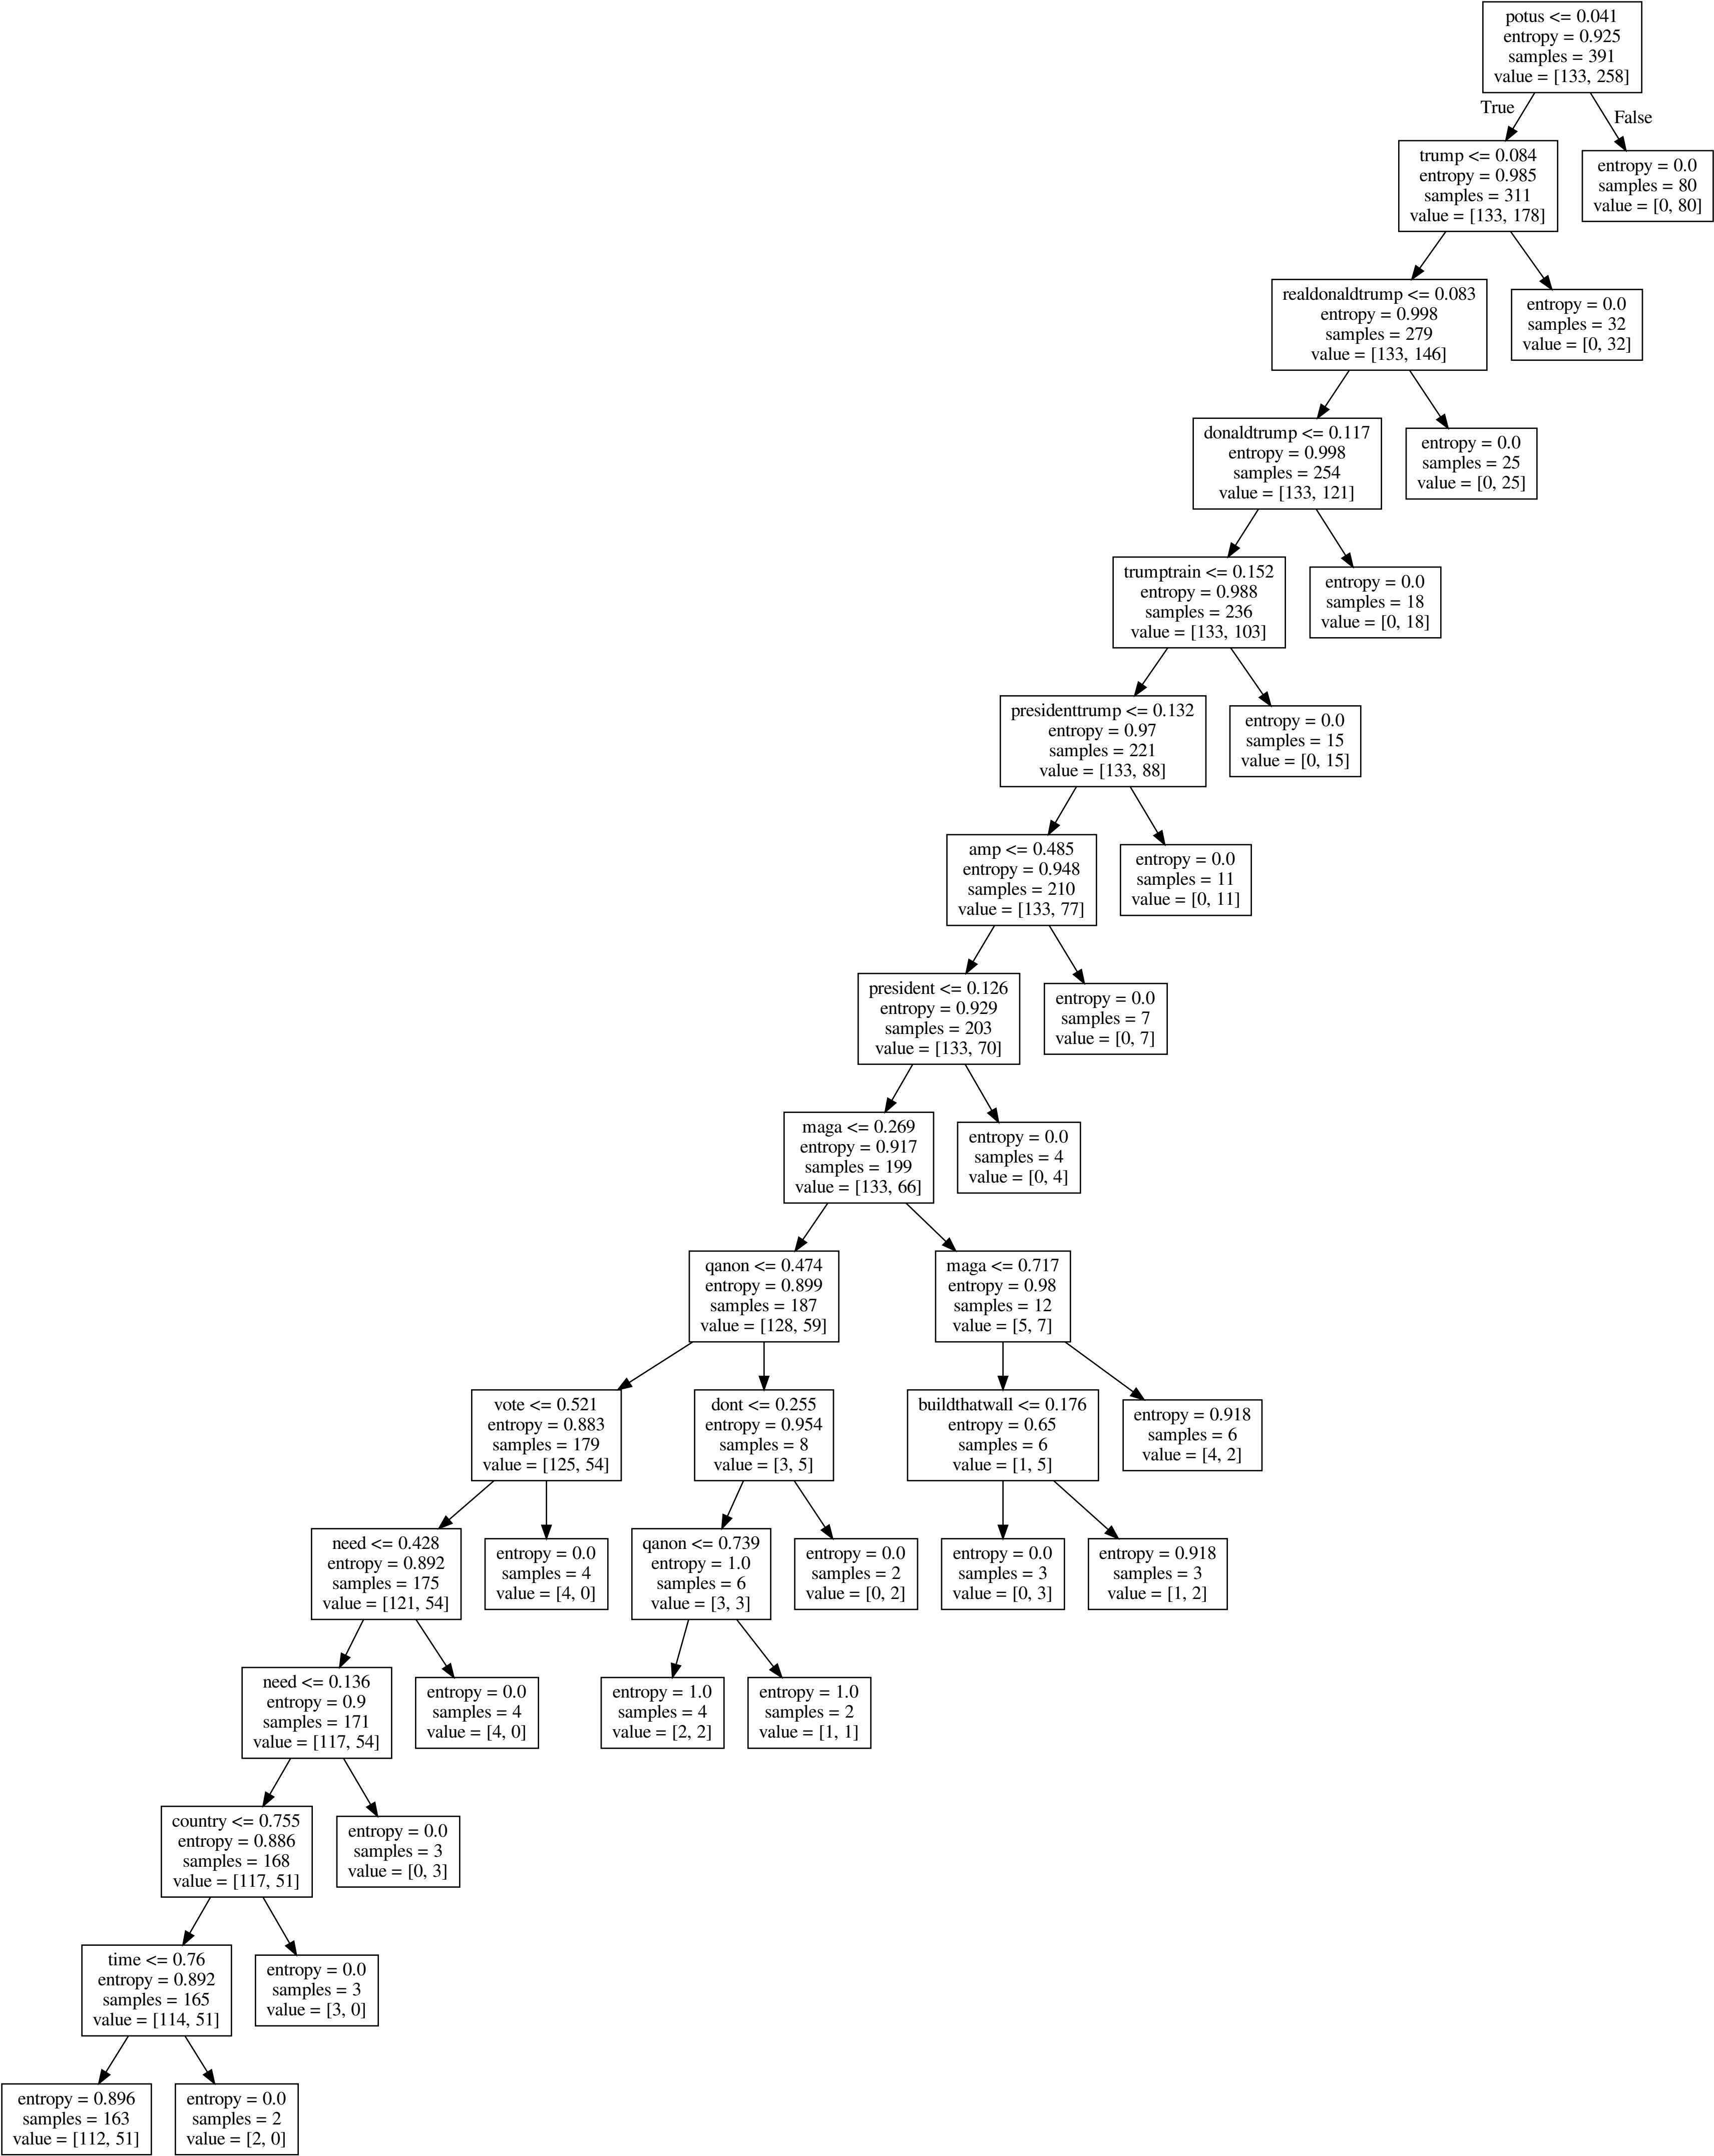 potus <= 0.041
entropy = 0.925
samples = 391
value = [133, 258]
True
False
trump <= 0.084
entropy = 0.985
samples = 311
value = [133, 178]
entropy = 0.0
samples = 80
value = [0, 80]
realdonaldtrump <= 0.083
entropy = 0.998
samples = 279
value = [133, 146]
entropy = 0.0
samples = 32
value = [0, 32]
donaldtrump <= 0.117
entropy = 0.998
samples = 254
value = [133, 121]
entropy = 0.0
samples = 25
value = [0, 25]
trumptrain <= 0.152
entropy = 0.988
samples = 236
value = [133, 103]
entropy = 0.0
samples = 18
value = [0, 18]
presidenttrump <= 0.132
entropy = 0.97
samples = 221
value = [133, 88]
entropy = 0.0
samples = 15
value = [0, 15]
amp <= 0.485
entropy = 0.948
samples = 210
value = [133, 77]
entropy = 0.0
samples = 11
value = [0, 11]
president <= 0.126
entropy = 0.929
samples = 203
value = [133, 70]
entropy = 0.0
samples = 7
value = [0, 7]
maga <= 0.269
entropy = 0.917
samples = 199
value = [133, 66]
entropy = 0.0
samples = 4
value = [0, 4]
qanon <= 0.474
entropy = 0.899
samples = 187
value = [128, 59]
maga <= 0.717
entropy = 0.98
samples = 12
value = [5, 7]
vote <= 0.521
entropy = 0.883
samples = 179
value = [125, 54]
dont <= 0.255
entropy = 0.954
samples = 8
value = [3, 5]
buildthatwall <= 0.176
entropy = 0.65
samples = 6
value = [1, 5]
entropy = 0.918
samples = 6
value = [4, 2]
need <= 0.428
entropy = 0.892
samples = 175
value = [121, 54]
entropy = 0.0
samples = 4
value = [4, 0]
qanon <= 0.739
entropy = 1.0
samples = 6
value = [3, 3]
entropy = 0.0
samples = 2
value = [0, 2]
entropy = 0.0
samples = 3
value = [0, 3]
entropy = 0.918
samples = 3
value = [1, 2]
need <= 0.136
entropy = 0.9
samples = 171
value = [117, 54]
entropy = 0.0
samples = 4
value = [4, 0]
entropy = 1.0
samples = 4
value = [2, 2]
entropy = 1.0
samples = 2
value = [1, 1]
country <= 0.755
entropy = 0.886
samples = 168
value = [117, 51]
entropy = 0.0
samples = 3
value = [0, 3]
time <= 0.76
entropy = 0.892
samples = 165
value = [114, 51]
entropy = 0.0
samples = 3
value = [3, 0]
entropy = 0.896
samples = 163
value = [112, 51]
entropy = 0.0
samples = 2
value = [2, 0]